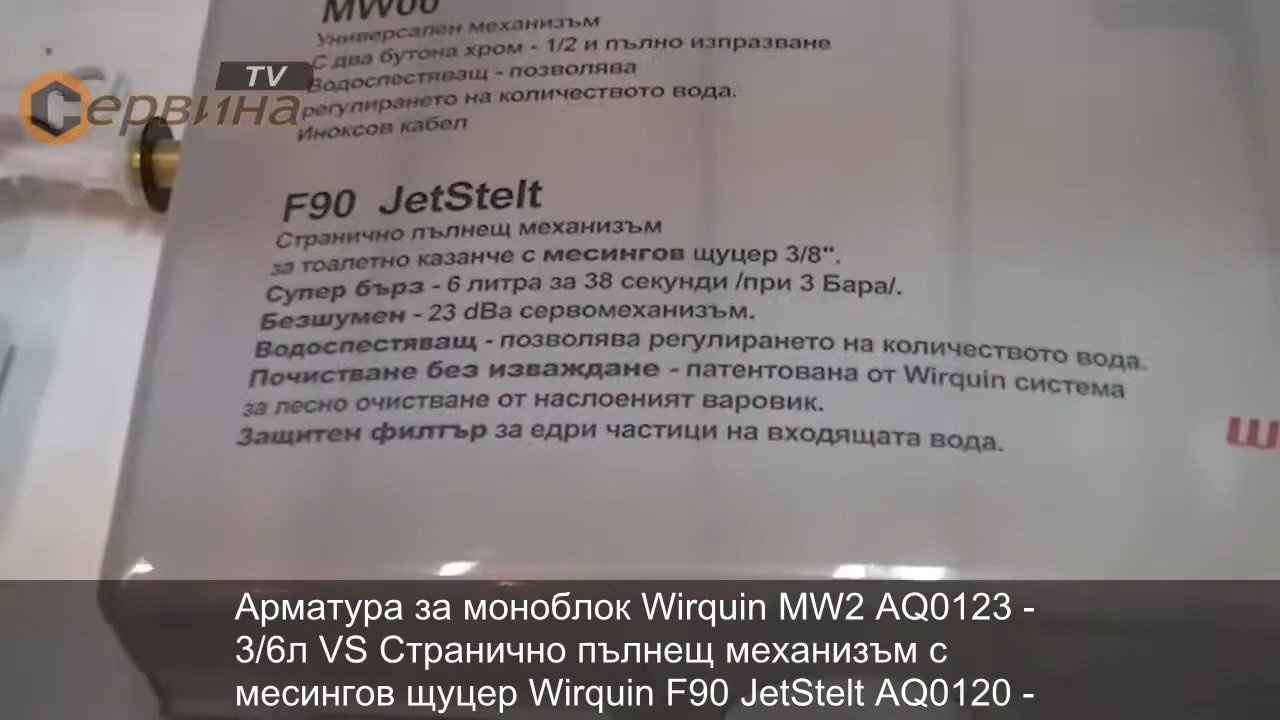 MW00
Универсален механизъм
С два бутона хром - 1/2 и пълно изпразване
Водоспестяващ - позволява
регулирането на количеството вода.
Иноксов кабел
TV
Сервина
F90 JetStelt
Странично пълнещ механизъм
за тоалетно казанче с месингов щуцер 3/8".
Супер бърз - 6 литра за 38 секунди /при 3 Бара/.
Безшумен - 23 dBa сервомеханизъм.
Водоспестяващ - позволява регулирането на количеството вода.
Почистване без изваждане - патентована от Wirquin система
за лесно очистване от наслоеният варовик.
Защитен филтър за едри частици на входящата вода.
Арматура за моноблок Wirquin MW2 AQ0123 -
3/6л VS Странично пълнещ механизъм с
месингов щуцер Wirquin F90 JetStelt AQ0120 -